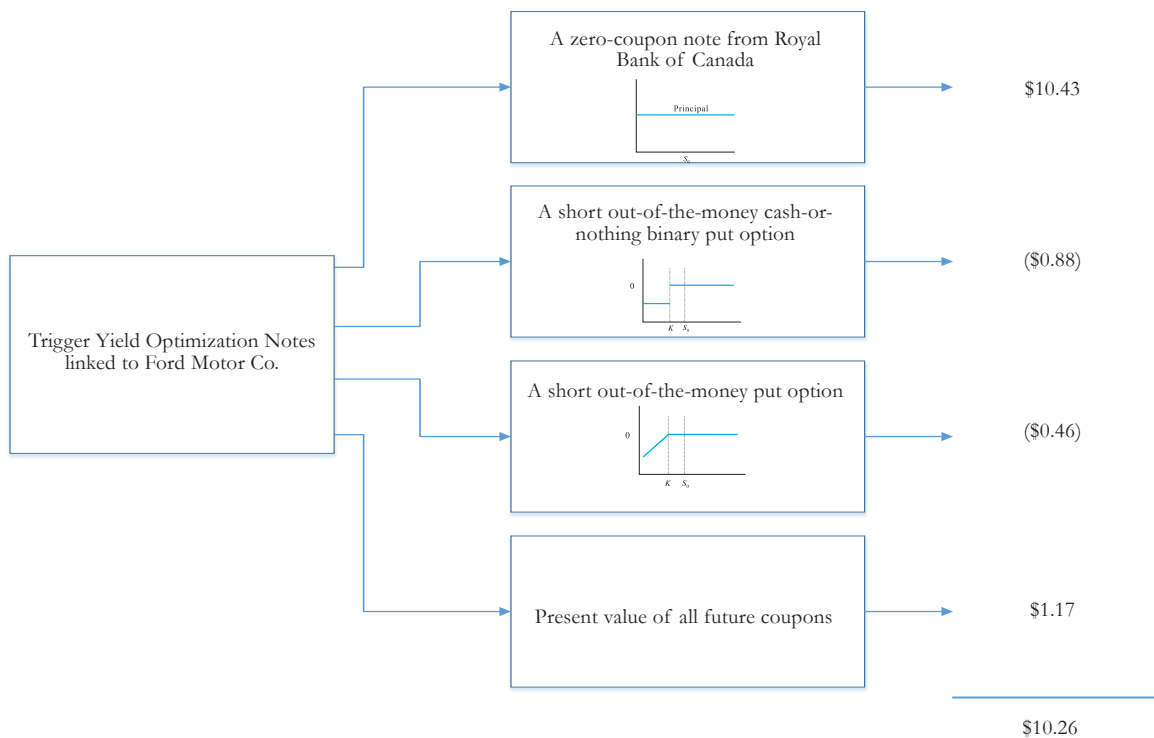 A zero-coupon note from Royal
Bank of Canada
Principal
S₀
$10.43
A short out-of-the-money cash-or-
nothing binary put option
0
K S₀
($0.88)
Trigger Yield Optimization Notes
linked to Ford Motor Co.
A short out-of-the-money put option
0
K S₀
($0.46)
Present value of all future coupons
$1.17
$10.26